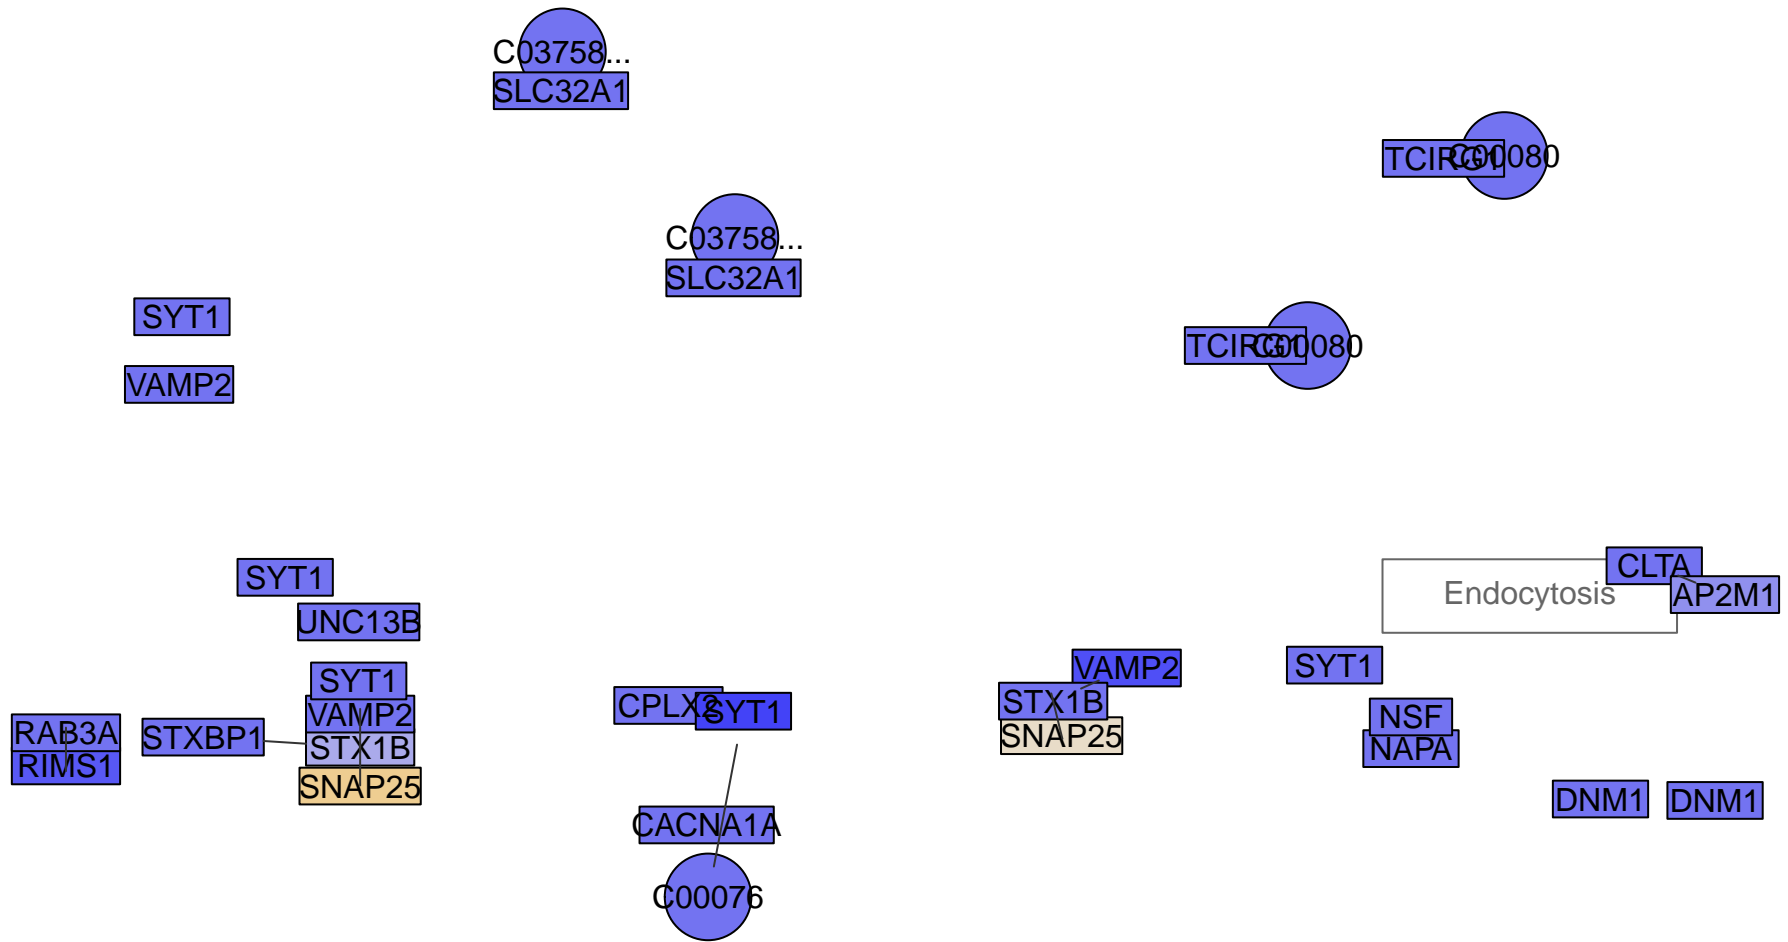 C03758...
SLC32A1
TCIRG1
C00080
C03758...
SLC32A1
SYT1
TCIRG1
C00080
VAMP2
SYT1
CLTA
Endocytosis
AP2M1
UNC13B
SYT1
VAMP2
SYT1
CPLX2
SYT1
STX1B
VAMP2
NSF
RAB3A
STXBP1
STX1B
SNAP25
NAPA
RIMS1
SNAP25
DNM1
DNM1
CACNA1A
C00076